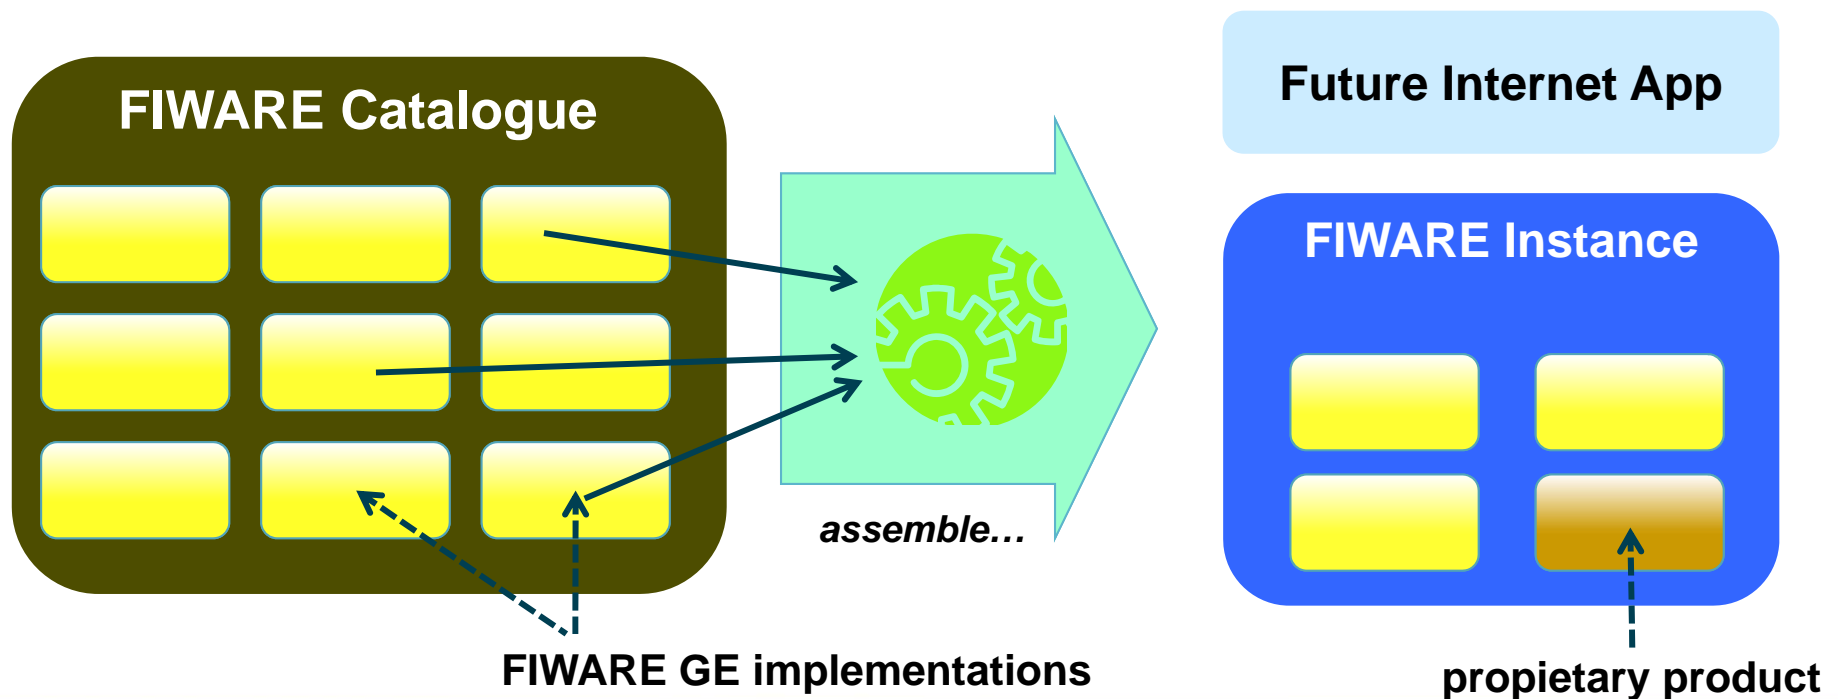 FIWARE Catalogue
Future Internet App
FIWARE Instance
assemble…
FIWARE GE implementations
propietary product